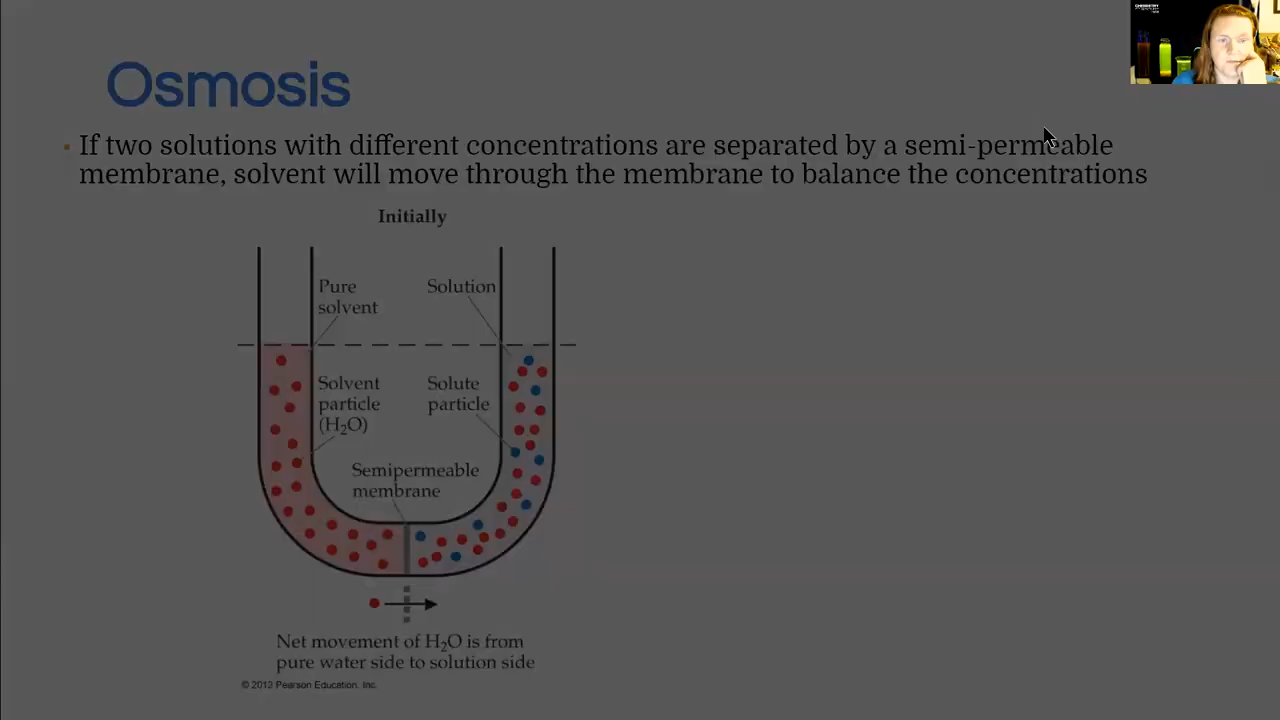 Osmosis
If two solutions with different concentrations are separated by a semi-permeable
membrane, solvent will move through the membrane to balance the concentrations
Initially
Pure
solvent
Solution
Solvent
particle
(H₂O)
Solute
particle
Semipermeable
membrane
Net movement of H₂O is from
pure water side to solution side
© 2012 Pearson Education, Inc.
CHEMISTRY